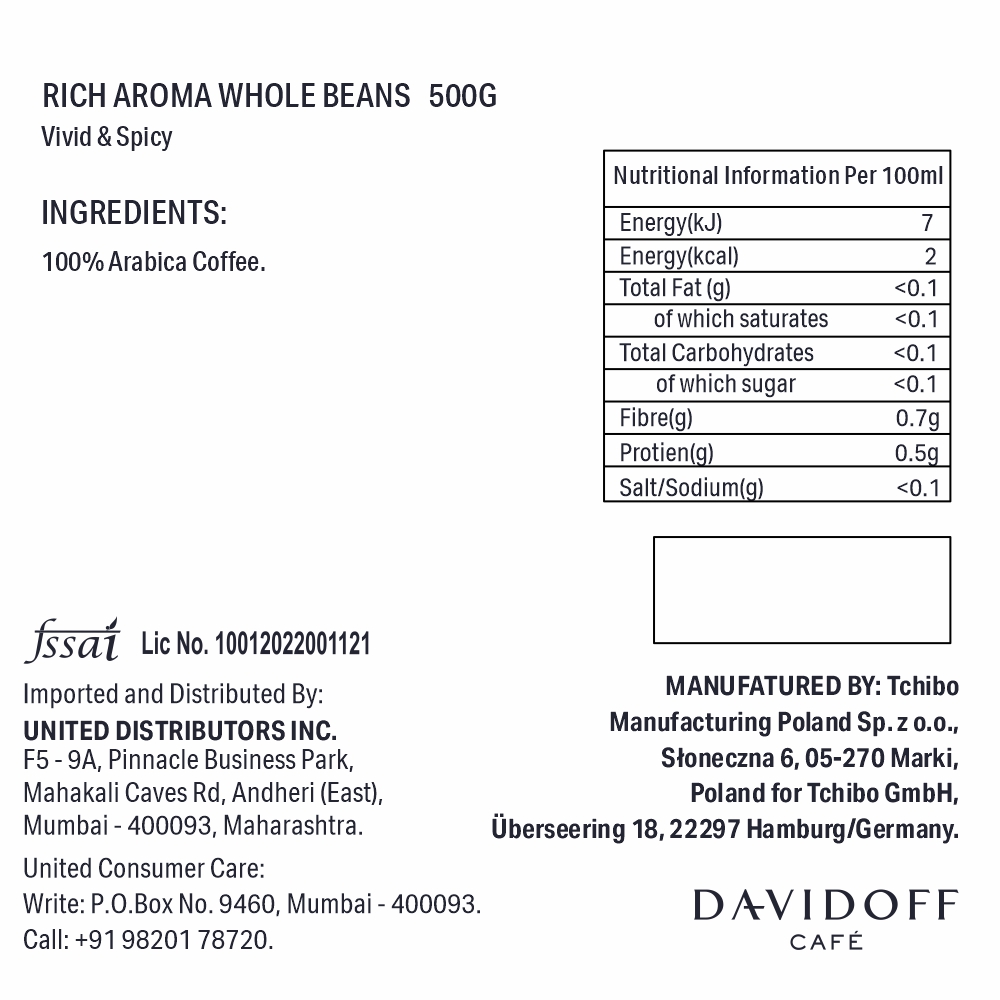 RICH AROMA WHOLE BEANS 500G
Vivid & Spicy
INGREDIENTS:
100% Arabica Coffee.
Nutritional Information Per 100ml
Energy(kJ) 7
Energy(kcal) 2
Total Fat (g) <0.1
of which saturates <0.1
Total Carbohydrates <0.1
of which sugar <0.1
Fibre(g) 0.7g
Protien(g) 0.5g
Salt/Sodium(g) <0.1
fssai Lic No. 10012022001121
Imported and Distributed By:
UNITED DISTRIBUTORS INC.
F5 - 9A, Pinnacle Business Park,
Mahakali Caves Rd, Andheri (East),
Mumbai - 400093, Maharashtra.
United Consumer Care:
Write: P.O.Box No. 9460, Mumbai - 400093.
Call: +91 98201 78720.
MANUFATURED BY: Tchibo
Manufacturing Poland Sp. z o.o.,
Słoneczna 6, 05-270 Marki,
Poland for Tchibo GmbH,
Überseering 18, 22297 Hamburg/Germany.
DAVIDOFF
CAFÉ